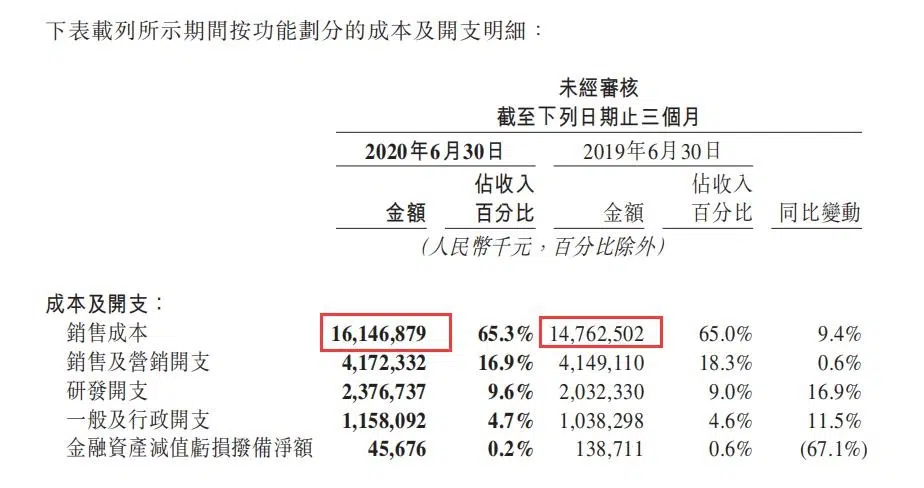 下表載列所示期間按功能劃分的成本及開支明細：
未經審核
截至下列日期止三個月
2020年6月30日 2019年6月30日
佔收入 佔收入
金額 百分比 金額 百分比 同比變動
（人民幣千元，百分比除外）
成本及開支：
銷售成本 16,146,879 65.3% 14,762,502 65.0% 9.4%
銷售及營銷開支 4,172,332 16.9% 4,149,110 18.3% 0.6%
研發開支 2,376,737 9.6% 2,032,330 9.0% 16.9%
一般及行政開支 1,158,092 4.7% 1,038,298 4.6% 11.5%
金融資產減值虧損撥備淨額 45,676 0.2% 138,711 0.6% (67.1%)